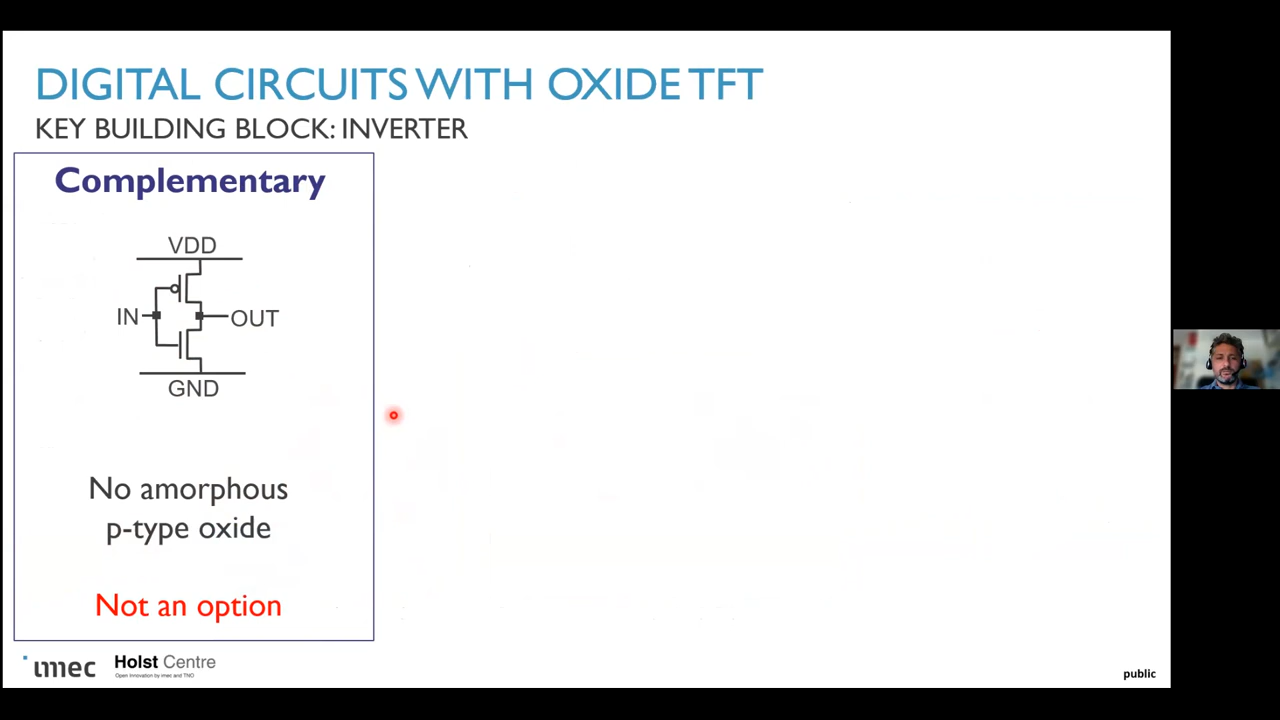 DIGITAL CIRCUITS WITH OXIDE TFT
KEY BUILDING BLOCK: INVERTER
Complementary
VDD
IN
OUT
GND
No amorphous
p-type oxide
Not an option
imec
Holst Centre
Open Innovation by imec and TNO
public